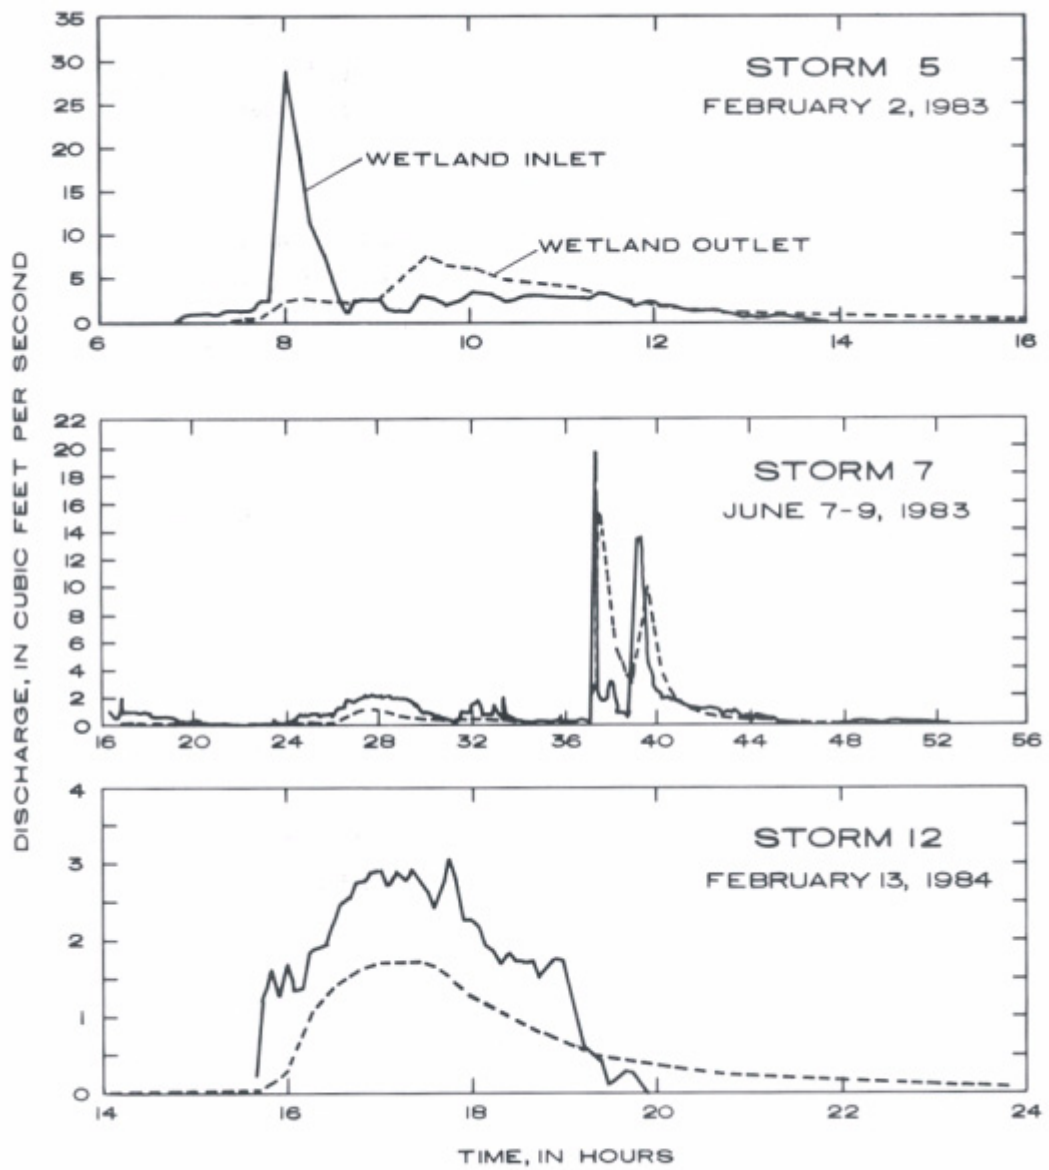 DISCHARGE, IN CUBIC FEET PER SECOND
35
30
25
20
15
10
5
0
STORM 5
FEBRUARY 2, 1983
WETLAND INLET
WETLAND OUTLET
6 8 10 12 14 16
22
20
18
16
14
12
10
8
6
4
2
0
STORM 7
JUNE 7-9, 1983
16 20 24 28 32 36 40 44 48 52 56
4
3
2
1
0
STORM 12
FEBRUARY 13, 1984
14 16 18 20 22 24
TIME, IN HOURS